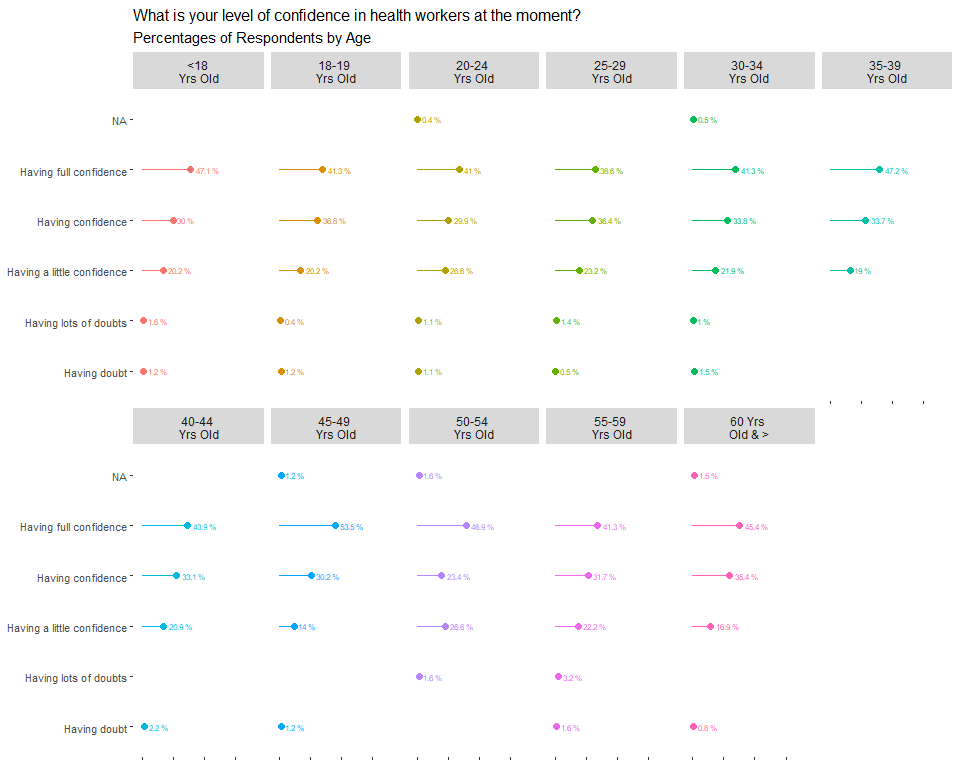 What is your level of confidence in health workers at the moment?
Percentages of Respondents by Age
<18 18-19 20-24 25-29 30-34 35-39
Yrs Old Yrs Old Yrs Old Yrs Old Yrs Old Yrs Old
NA 0.4 % 0.5 %
Having full confidence 47.1 % 41.3 % 41 % 38.6 % 41.3 % 47.2 %
Having confidence 30 % 36.8 % 29.9 % 36.4 % 33.8 % 33.7 %
Having a little confidence 20.2 % 20.2 % 26.6 % 23.2 % 21.9 % 19 %
Having lots of doubts 1.6 % 0.4 % 1.1 % 1.4 % 1 %
Having doubt 1.2 % 1.2 % 1.1 % 0.5 % 1.5 %
40-44 45-49 50-54 55-59 60 Yrs
Yrs Old Yrs Old Yrs Old Yrs Old Old & >
NA 1.2 % 1.6 % 1.5 %
Having full confidence 43.9 % 53.5 % 46.9 % 41.3 % 45.4 %
Having confidence 33.1 % 30.2 % 23.4 % 31.7 % 35.4 %
Having a little confidence 20.9 % 14 % 26.6 % 22.2 % 16.9 %
Having lots of doubts 1.6 % 3.2 %
Having doubt 2.2 % 1.2 % 1.6 % 0.8 %